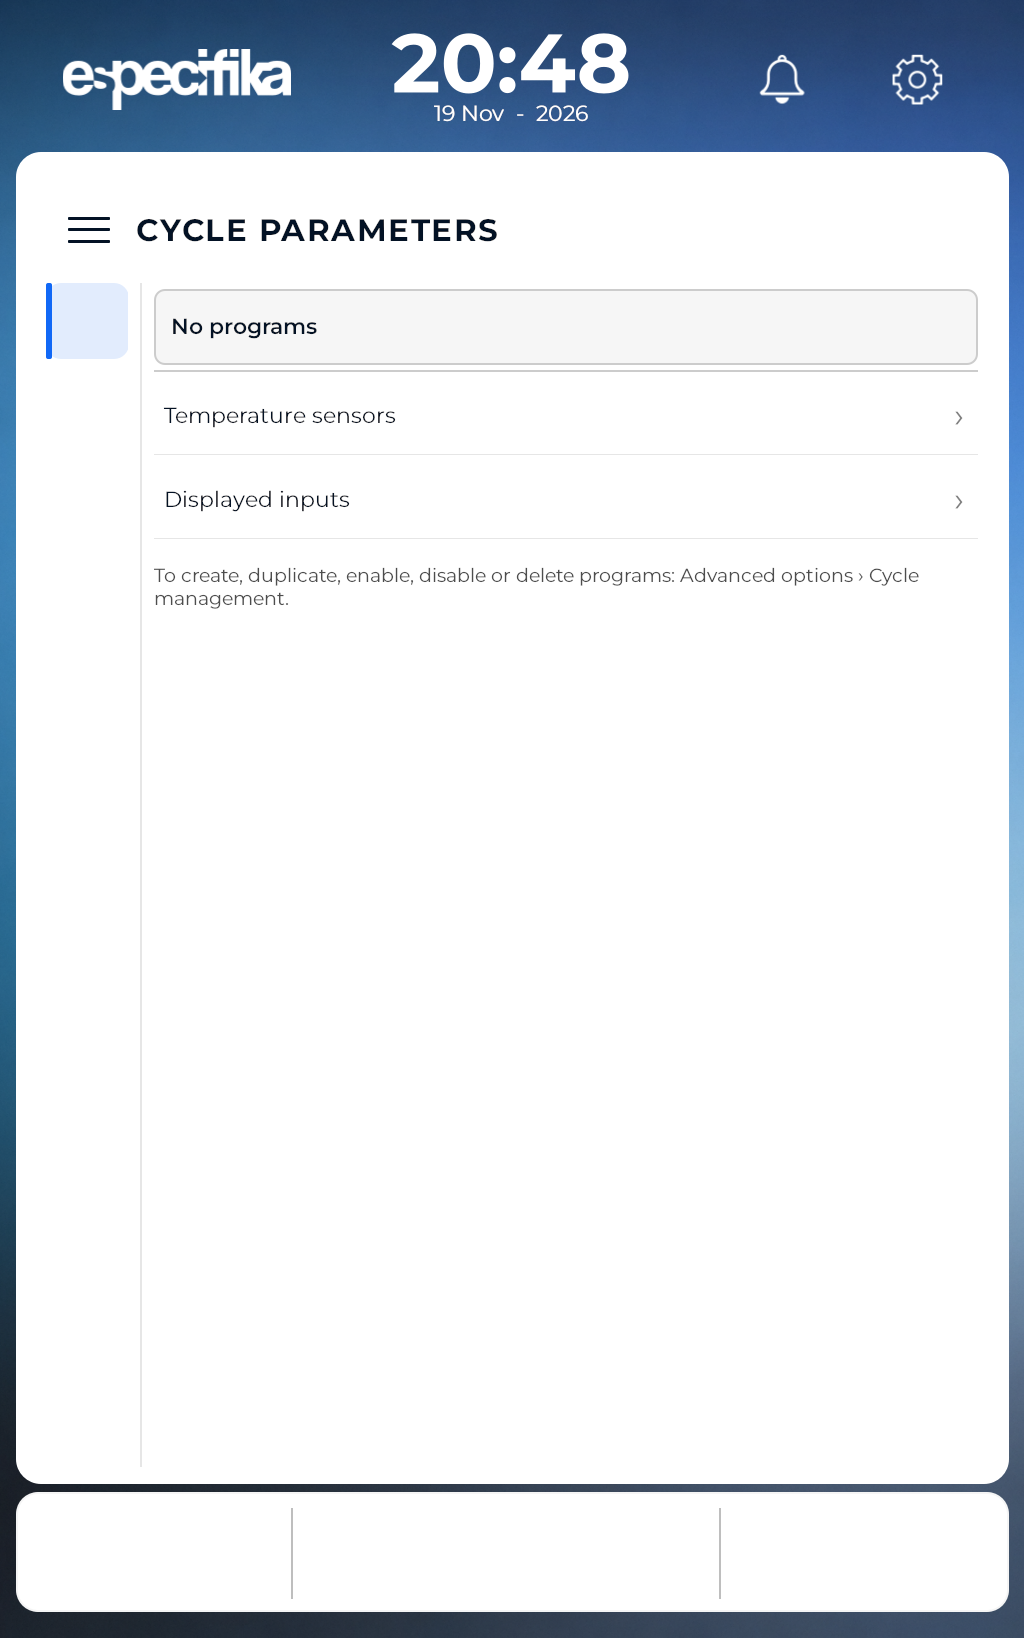 e-specifika
20:48
19 Nov - 2026
CYCLE PARAMETERS
No programs
Temperature sensors ›
Displayed inputs ›
To create, duplicate, enable, disable or delete programs: Advanced options › Cycle
management.